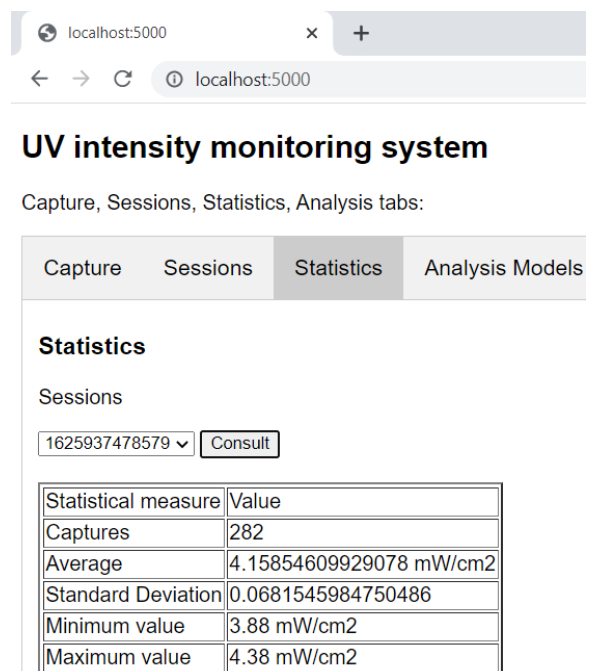 localhost:5000
localhost:5000
UV intensity monitoring system
Capture, Sessions, Statistics, Analysis tabs:
Capture Sessions Statistics Analysis Models
Statistics
Sessions
1625937478579 Consult
Statistical measure Value
Captures 282
Average 4.15854609929078 mW/cm2
Standard Deviation 0.0681545984750486
Minimum value 3.88 mW/cm2
Maximum value 4.38 mW/cm2